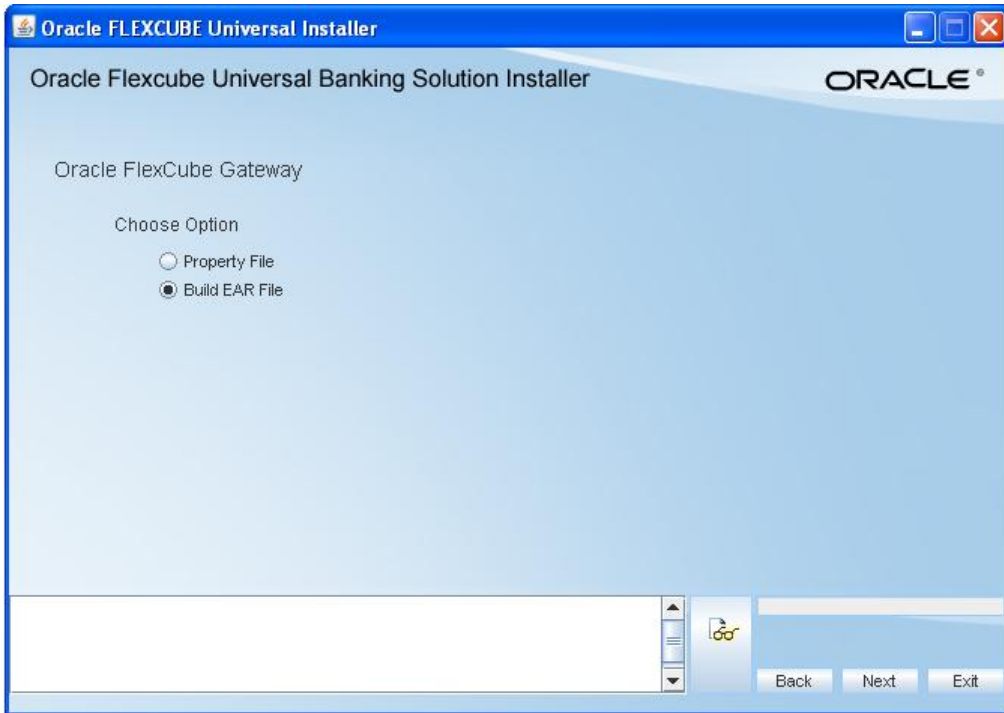 Oracle FLEXCUBE Universal Installer
Oracle Flexcube Universal Banking Solution Installer
ORACLE®
Oracle FlexCube Gateway
Choose Option
Property File
Build EAR File
Back Next Exit